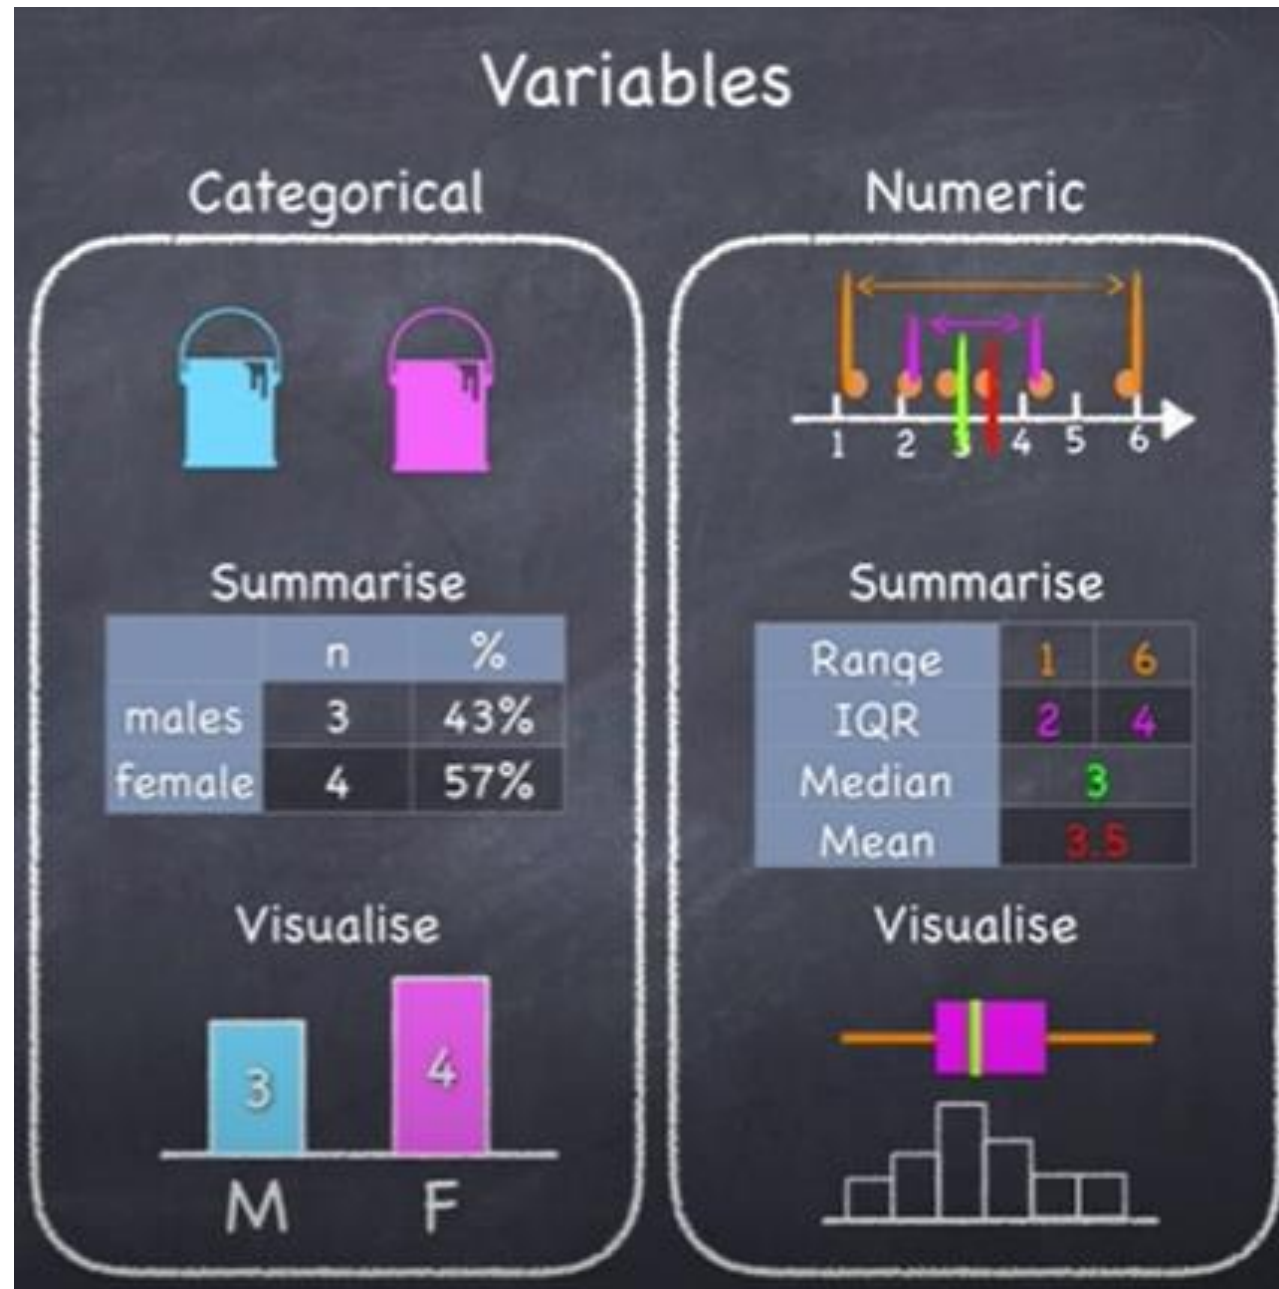 Variables
Categorical
Summarise
n %
males 3 43%
female 4 57%
Visualise
3 4
M F
Numeric
1 2 3 4 5 6
Summarise
Range 1 6
IQR 2 4
Median 3
Mean 3.5
Visualise